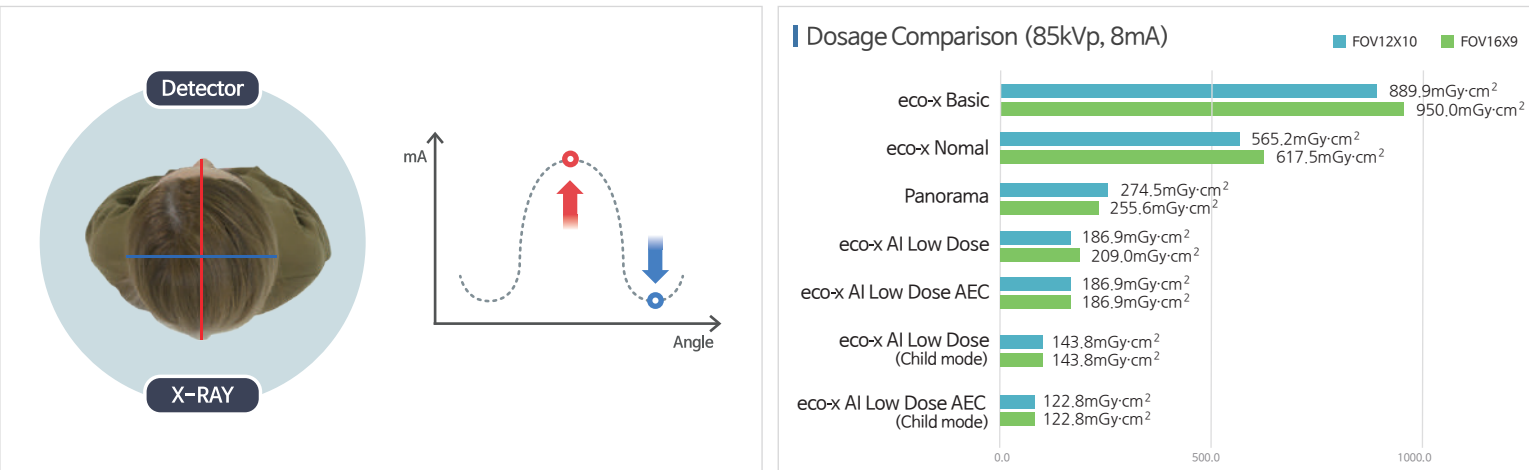 Detector
X-RAY
mA
Angle
Dosage Comparison (85kVp, 8mA)
FOV12X10
FOV16X9
eco-x Basic
889.9mGy·cm²
950.0mGy·cm²
eco-x Nomal
565.2mGy·cm²
617.5mGy·cm²
Panorama
274.5mGy·cm²
255.6mGy·cm²
eco-x AI Low Dose
186.9mGy·cm²
209.0mGy·cm²
eco-x AI Low Dose AEC
186.9mGy·cm²
186.9mGy·cm²
eco-x AI Low Dose
(Child mode)
143.8mGy·cm²
143.8mGy·cm²
eco-x AI Low Dose AEC
(Child mode)
122.8mGy·cm²
122.8mGy·cm²
0.0
500.0
1000.0